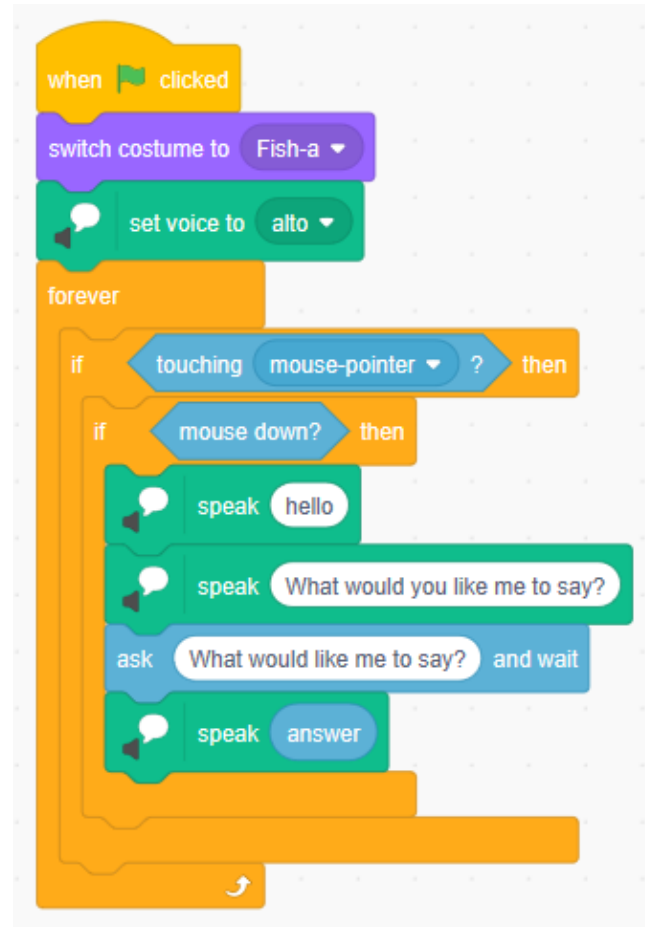 when clicked
switch costume to Fish-a
set voice to alto
forever
if touching mouse-pointer ? then
if mouse down? then
speak hello
speak What would you like me to say?
ask What would like me to say? and wait
speak answer